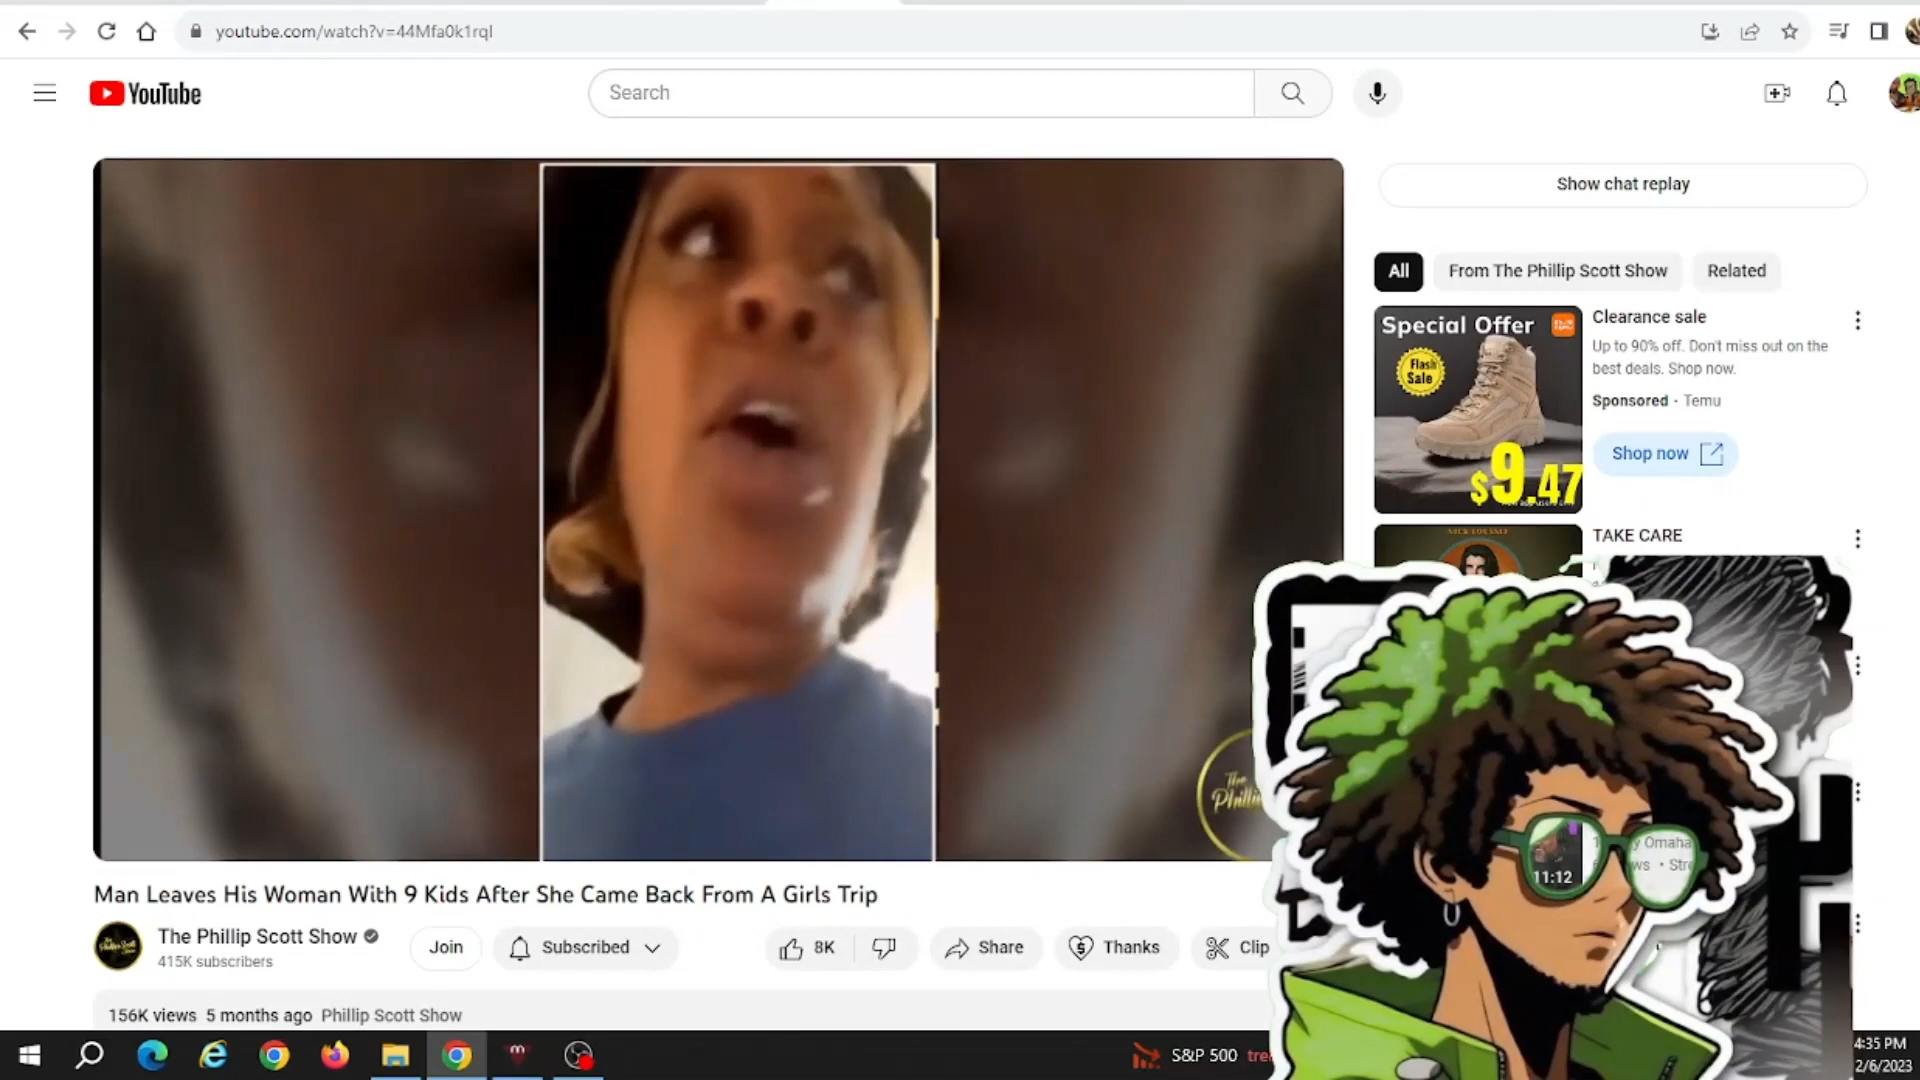 youtube.com/watch?v=44Mfa0k1rqI
YouTube
Search
Show chat replay
All
From The Phillip Scott Show
Related
Special Offer
Flash Sale
$9.47
Clearance sale
Up to 90% off. Don't miss out on the
best deals. Shop now.
Sponsored · Temu
Shop now
TAKE CARE
The
Man Leaves His Woman With 9 Kids After She Came Back From A Girls Trip
The Phillip Scott Show
415K subscribers
Join
Subscribed
8K
Share
Thanks
Clip
11:12
Omaha
156K views 5 months ago Phillip Scott Show
S&P 500
4:35 PM
2/6/2023